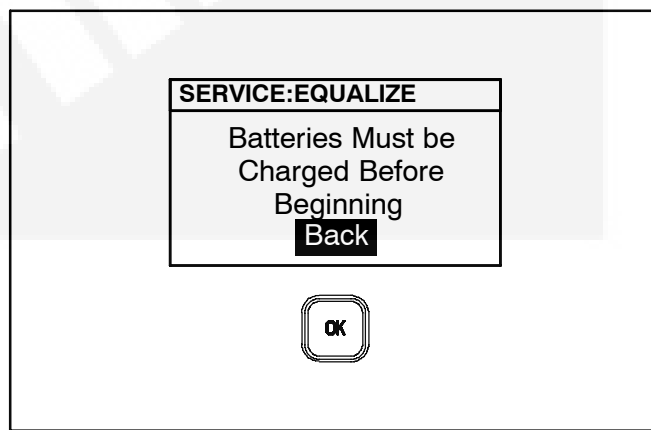 SERVICE:EQUALIZE
Batteries Must be
Charged Before
Beginning
Back
OK